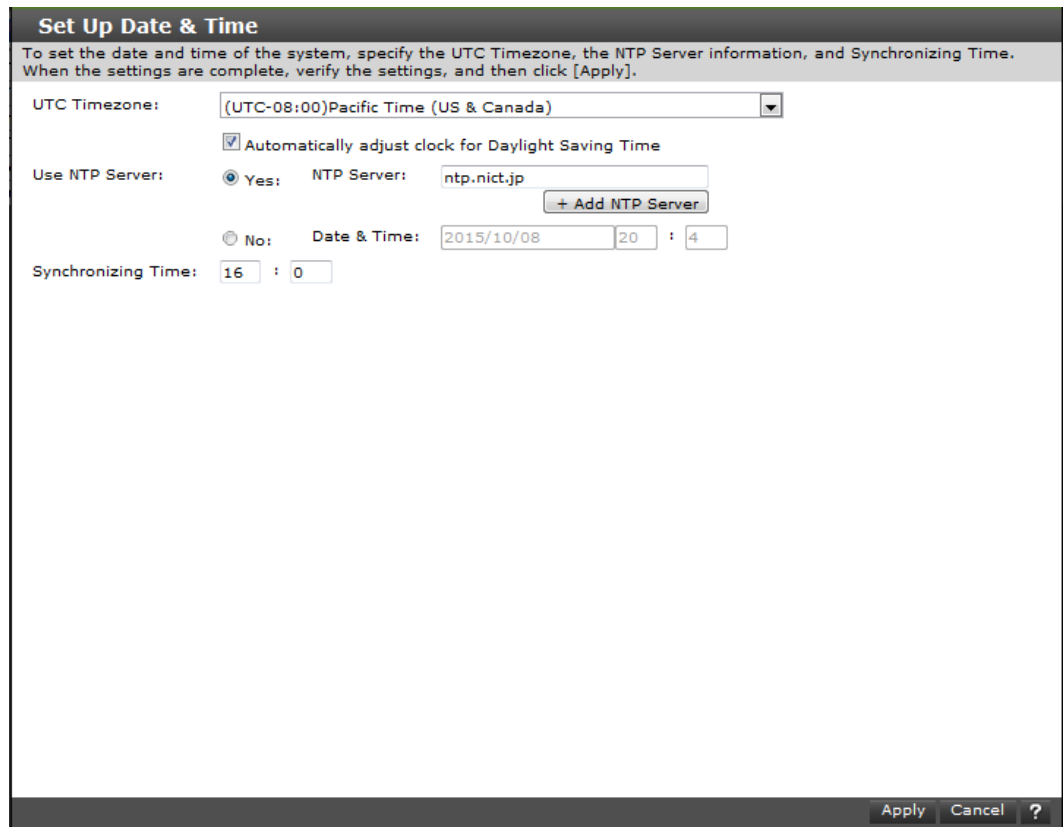 Set Up Date & Time
To set the date and time of the system, specify the UTC Timezone, the NTP Server information, and Synchronizing Time.
When the settings are complete, verify the settings, and then click [Apply].
UTC Timezone: (UTC-08:00)Pacific Time (US & Canada)
Automatically adjust clock for Daylight Saving Time
Use NTP Server: Yes: NTP Server: ntp.nict.jp
+ Add NTP Server
No: Date & Time: 2015/10/08 20 : 4
Synchronizing Time: 16 : 0
Apply Cancel ?